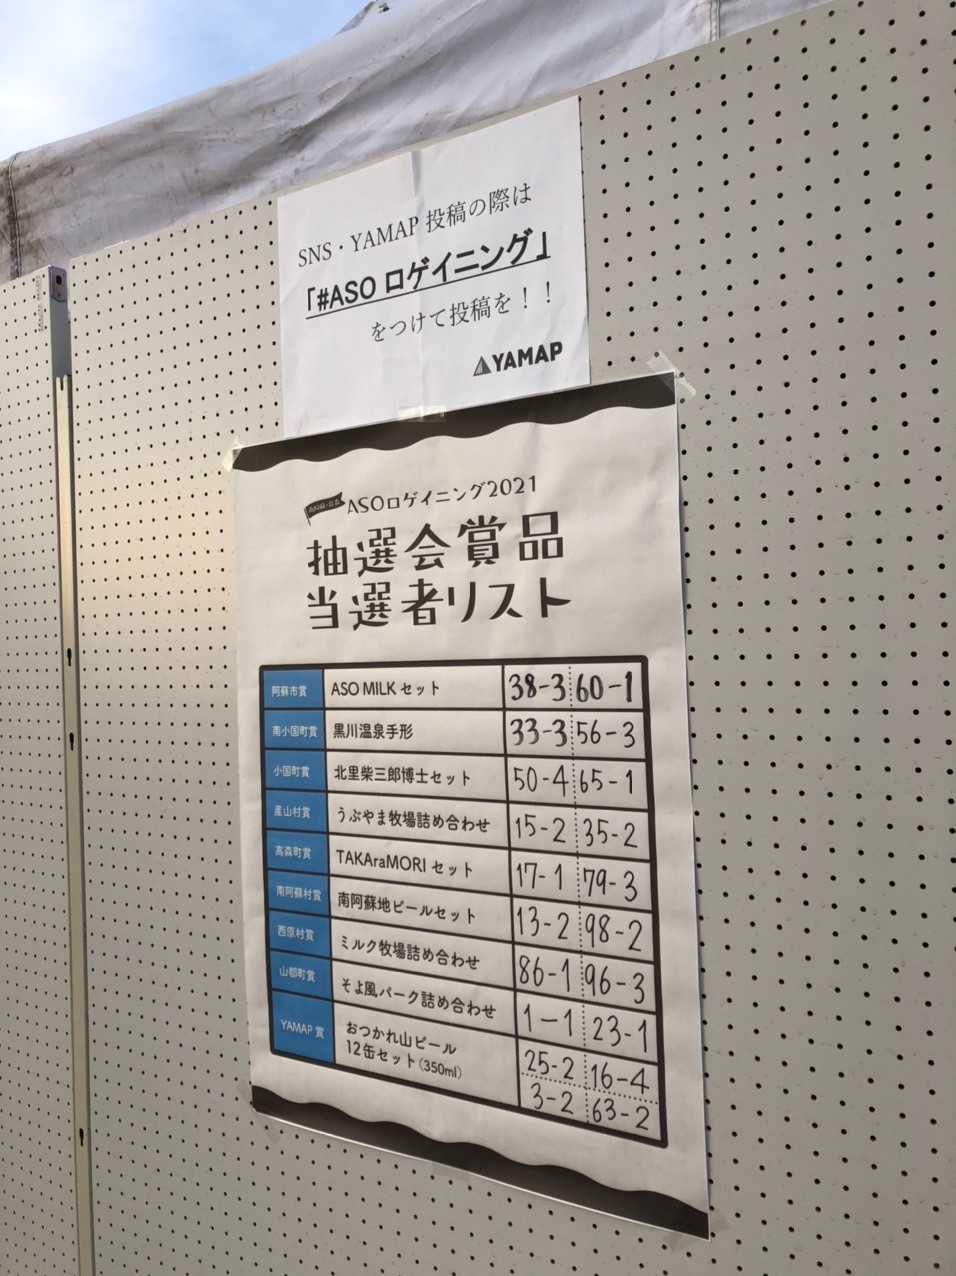 SNS・YAMAP 投稿の際は
「#ASO ロゲイニング」
をつけて投稿を！！
YAMAP
ASOロゲイニング2021
抽選会賞品
当選者リスト
阿蘇市賞 ASO MILK セット 38-3 60-1
南小国町賞 黒川温泉手形 33-3 56-3
小国町賞 北里柴三郎博士セット 50-4 65-1
産山村賞 うぶやま牧場詰め合わせ 15-2 35-2
高森町賞 TAKAraMORI セット 17-1 79-3
南阿蘇村賞 南阿蘇地ビールセット 13-2 98-2
西原村賞 ミルク牧場詰め合わせ 86-1 96-3
山都町賞 そよ風パーク詰め合わせ 1-1 23-1
YAMAP 賞 おつかれ山ビール 25-2 16-4
12缶セット（350ml） 3-2 63-2